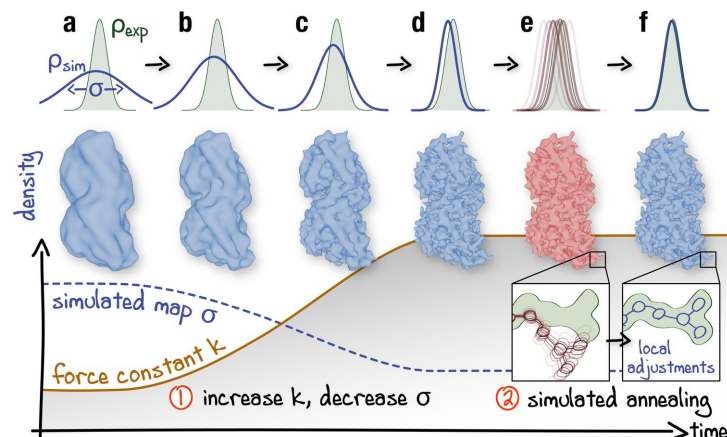 a
b
c
d
e
f
ρexp
ρsim
σ
density
simulated map σ
force constant k
① increase k, decrease σ
② simulated annealing
local
adjustments
time